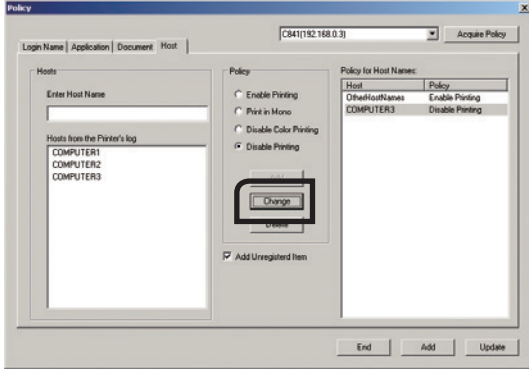 Policy
C841(192.168.0.3)
Acquire Policy
Login Name
Application
Document
Host
Hosts
Enter Host Name
Hosts from the Printer's log
COMPUTER1
COMPUTER2
COMPUTER3
Policy
Enable Printing
Print in Mono
Disable Color Printing
Disable Printing
Change
Delete
Add Unregisterd Item
Policy for Host Names:
Host Policy
OtherHostNames Enable Printing
COMPUTER3 Disable Printing
End
Add
Update